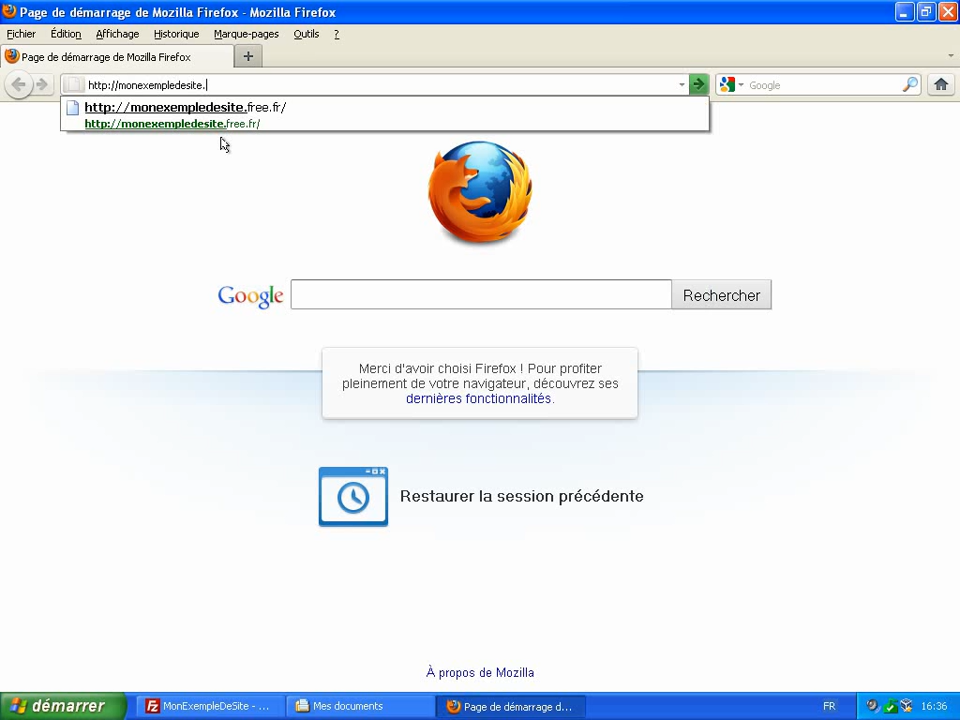 Page de démarrage de Mozilla Firefox - Mozilla Firefox
Fichier Édition Affichage Historique Marque-pages Outils ?
Page de démarrage de Mozilla Firefox
http://monexempledesite.
Google
http://monexempledesite.free.fr/
http://monexempledesite.free.fr/
Google Rechercher
Merci d'avoir choisi Firefox ! Pour profiter
pleinement de votre navigateur, découvrez ses
dernières fonctionnalités.
Restaurer la session précédente
À propos de Mozilla
démarrer
MonExempleDeSite - ...
Mes documents
Page de démarrage d...
FR
16:36